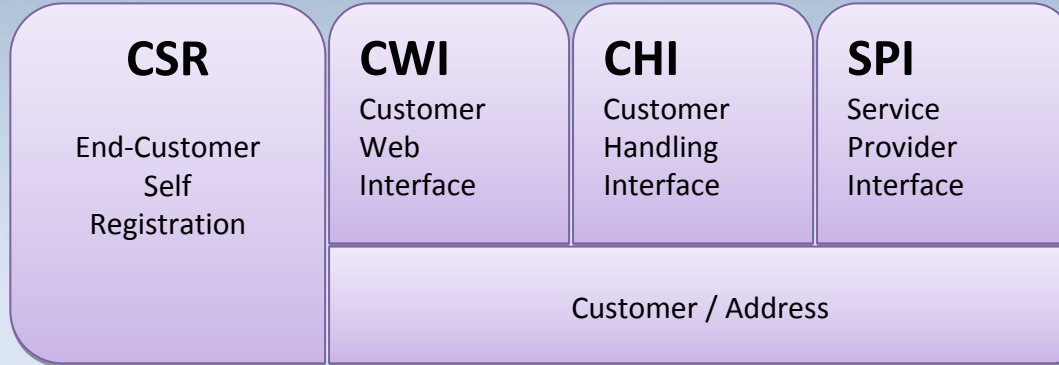 CSR
End-Customer
Self
Registration
CWI
Customer
Web
Interface
CHI
Customer
Handling
Interface
SPI
Service
Provider
Interface
Customer / Address